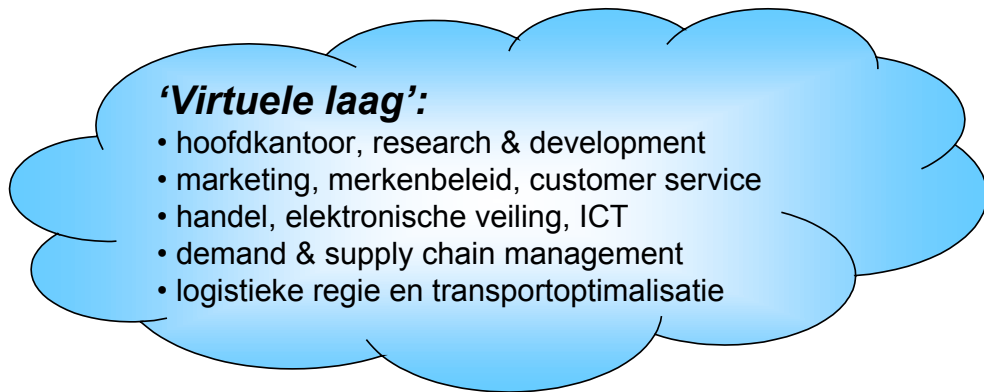 ‘Virtuele laag’:
• hoofdkantoor, research & development
• marketing, merkenbeleid, customer service
• handel, elektronische veiling, ICT
• demand & supply chain management
• logistieke regie en transportoptimalisatie